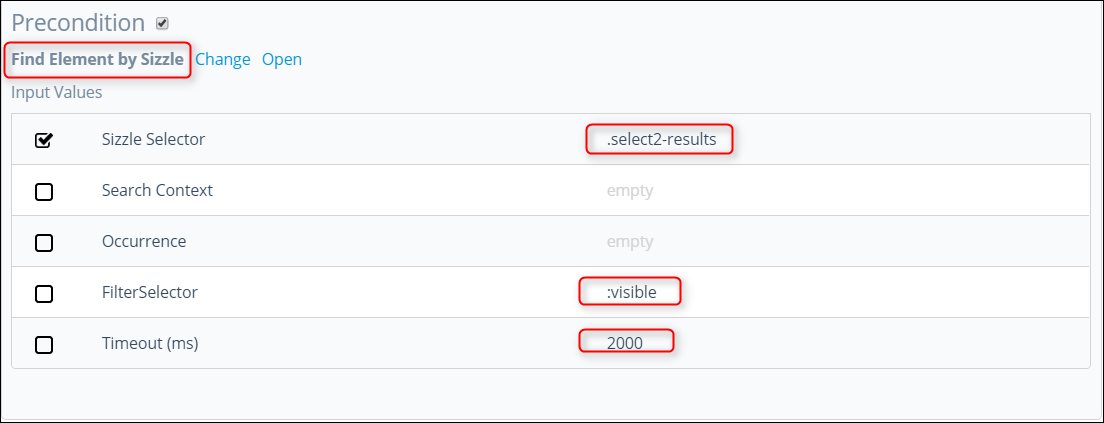 Precondition
Find Element by Sizzle Change Open
Input Values
Sizzle Selector .select2-results
Search Context empty
Occurrence empty
FilterSelector :visible
Timeout (ms) 2000